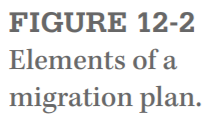 FIGURE 12-2
Elements of a
migration plan.